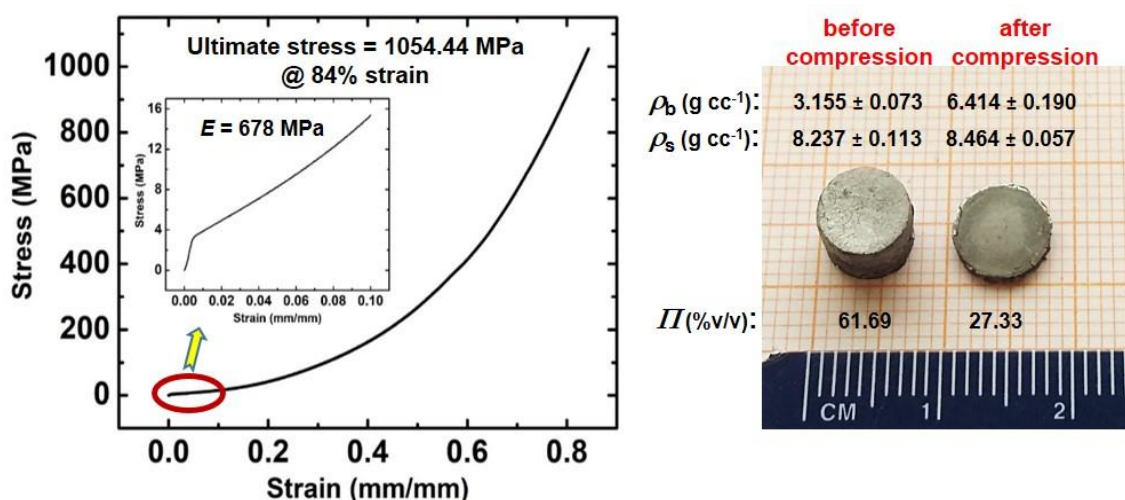 Ultimate stress = 1054.44 MPa
@ 84% strain
E = 678 MPa
Stress (MPa)
16
12
8
4
0
0.00 0.02 0.04 0.06 0.08 0.10
Strain (mm/mm)
Stress (MPa)
1000
800
600
400
200
0
0.0 0.2 0.4 0.6 0.8
Strain (mm/mm)
before compression
after compression
ρb (g cc⁻¹): 3.155 ± 0.073 6.414 ± 0.190
ρs (g cc⁻¹): 8.237 ± 0.113 8.464 ± 0.057
Π (%v/v): 61.69 27.33
CM 1 2